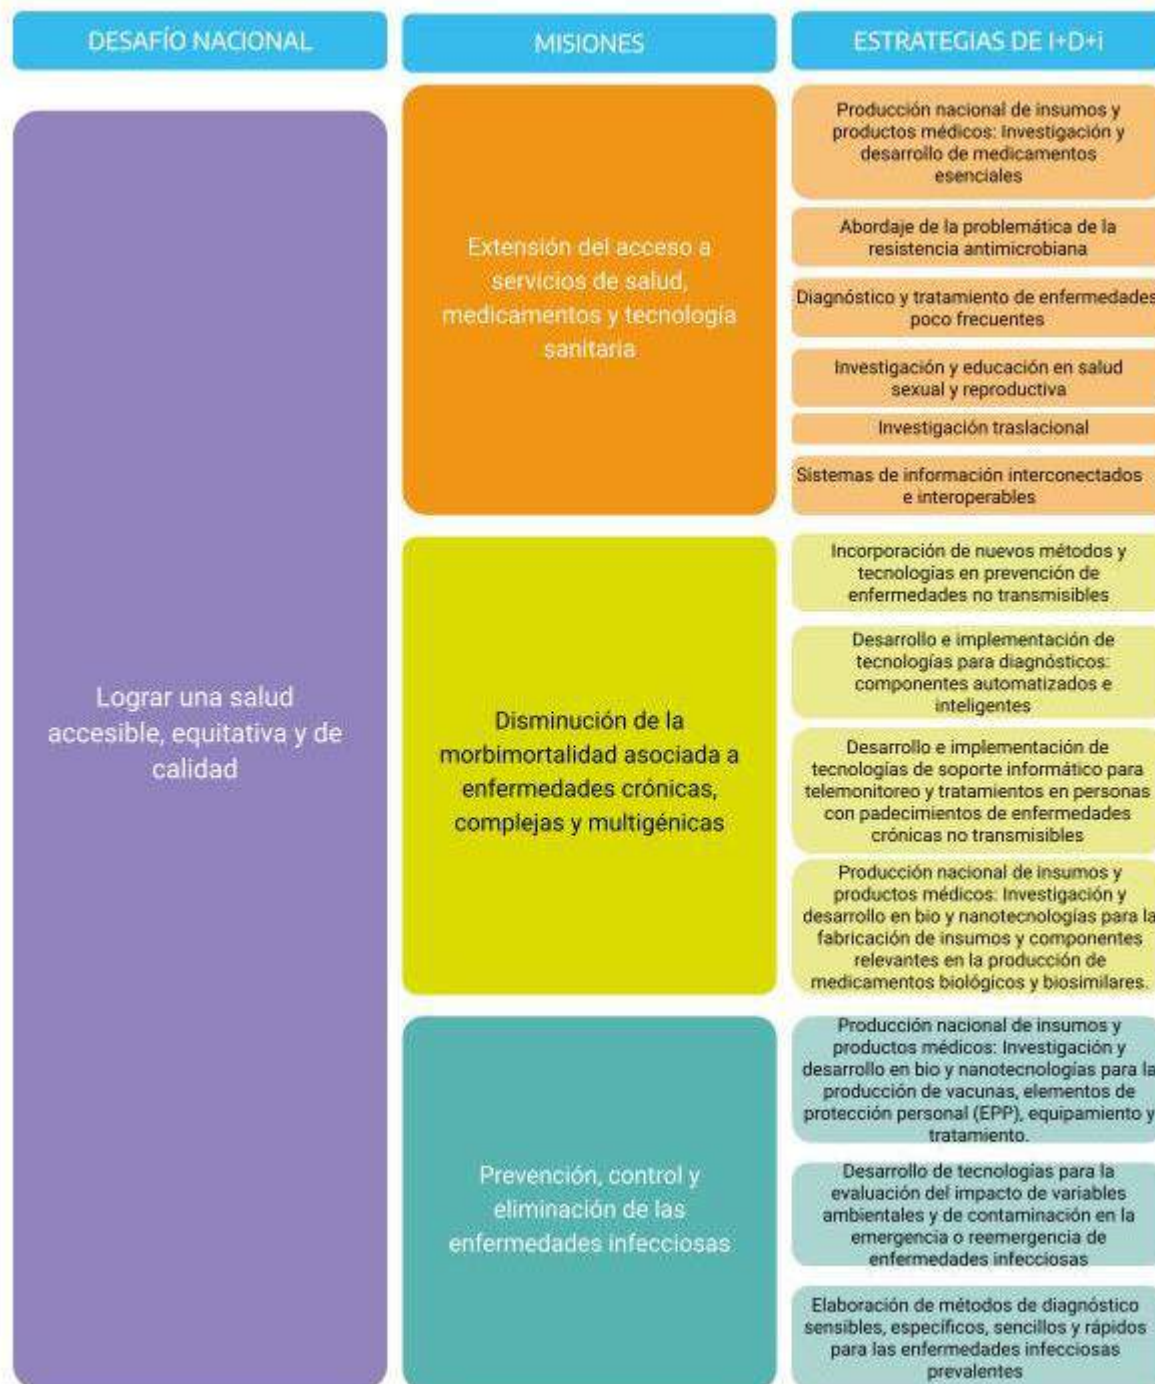 DESAFÍO NACIONAL
MISIONES
ESTRATEGIAS DE I+D+i
Lograr una salud
accesible, equitativa y de
calidad
Extensión del acceso a
servicios de salud,
medicamentos y tecnología
sanitaria
Producción nacional de insumos y
productos médicos: Investigación y
desarrollo de medicamentos
esenciales
Abordaje de la problemática de la
resistencia antimicrobiana
Diagnóstico y tratamiento de enfermedades
poco frecuentes
Investigación y educación en salud
sexual y reproductiva
Investigación traslacional
Sistemas de información interconectados
e interoperables
Disminución de la
morbimortalidad asociada a
enfermedades crónicas,
complejas y multigénicas
Incorporación de nuevos métodos y
tecnologías en prevención de
enfermedades no transmisibles
Desarrollo e implementación de
tecnologías para diagnósticos:
componentes automatizados e
inteligentes
Desarrollo e implementación de
tecnologías de soporte informático para
telemonitoreo y tratamientos en personas
con padecimientos de enfermedades
crónicas no transmisibles
Producción nacional de insumos y
productos médicos: Investigación y
desarrollo en bio y nanotecnologías para la
fabricación de insumos y componentes
relevantes en la producción de
medicamentos biológicos y biosimilares.
Prevención, control y
eliminación de las
enfermedades infecciosas
Producción nacional de insumos y
productos médicos: Investigación y
desarrollo en bio y nanotecnologías para la
producción de vacunas, elementos de
protección personal (EPP), equipamiento y
tratamiento.
Desarrollo de tecnologías para la
evaluación del impacto de variables
ambientales y de contaminación en la
emergencia o reemergencia de
enfermedades infecciosas
Elaboración de métodos de diagnóstico
sensibles, específicos, sencillos y rápidos
para las enfermedades infecciosas
prevalentes